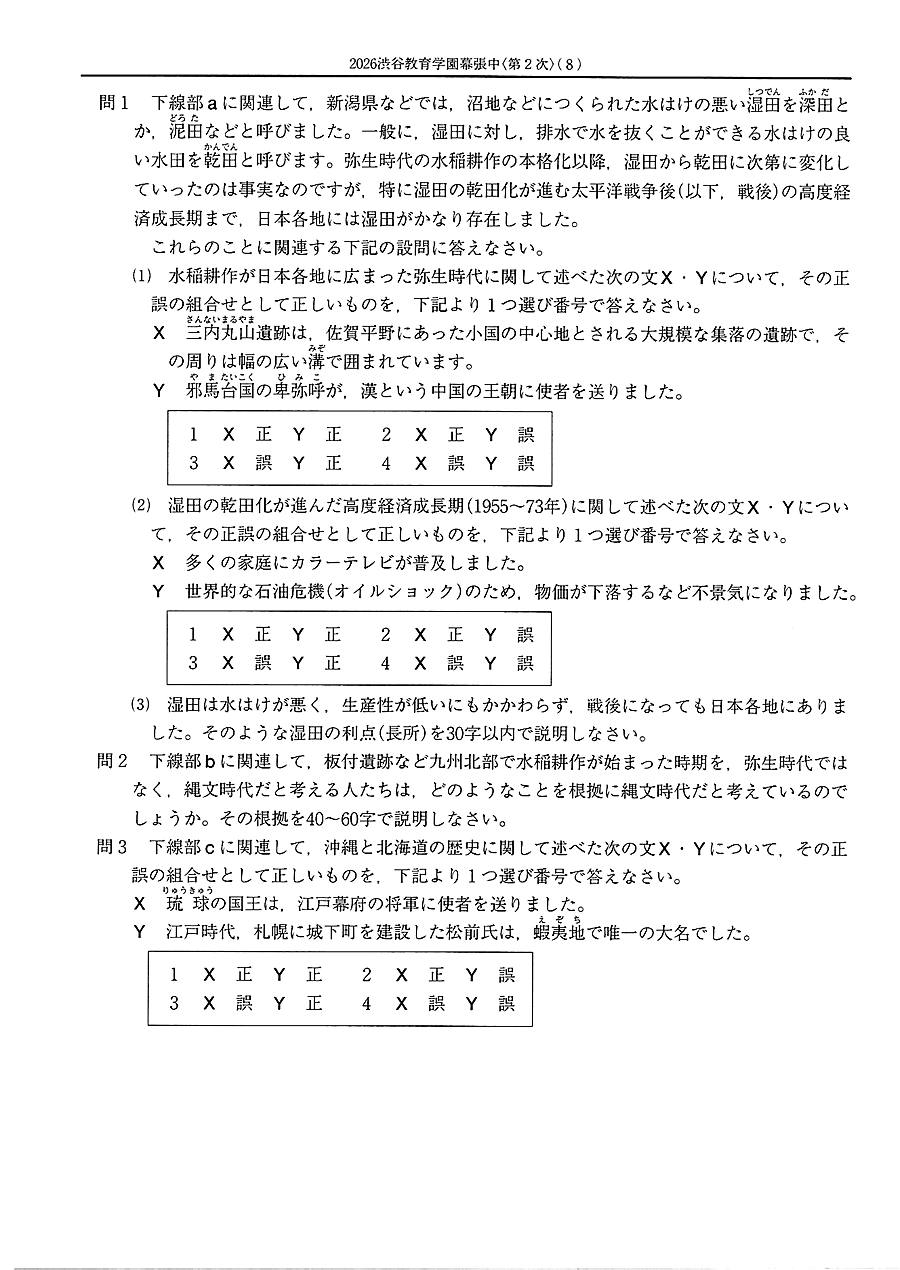 2026渋谷教育学園幕張中〈第2次〉(8)
問1 下線部aに関連して，新潟県などでは，沼地などにつくられた水はけの悪い湿田を深田と
か，泥田などと呼びました。一般に，湿田に対し，排水で水を抜くことができる水はけの良
い水田を乾田と呼びます。弥生時代の水稲耕作の本格化以降，湿田から乾田に次第に変化し
ていったのは事実なのですが，特に湿田の乾田化が進む太平洋戦争後(以下，戦後)の高度経
済成長期まで，日本各地には湿田がかなり存在しました。
これらのことに関連する下記の設問に答えなさい。
(1) 水稲耕作が日本各地に広まった弥生時代に関して述べた次の文X・Yについて，その正
誤の組合せとして正しいものを，下記より1つ選び番号で答えなさい。
X 三内丸山遺跡は，佐賀平野にあった小国の中心地とされる大規模な集落の遺跡で，そ
の周りは幅の広い溝で囲まれています。
Y 邪馬台国の卑弥呼が，漢という中国の王朝に使者を送りました。
1 X 正 Y 正 2 X 正 Y 誤
3 X 誤 Y 正 4 X 誤 Y 誤
(2) 湿田の乾田化が進んだ高度経済成長期(1955～73年)に関して述べた次の文X・Yについ
て，その正誤の組合せとして正しいものを，下記より1つ選び番号で答えなさい。
X 多くの家庭にカラーテレビが普及しました。
Y 世界的な石油危機(オイルショック)のため，物価が下落するなど不景気になりました。
1 X 正 Y 正 2 X 正 Y 誤
3 X 誤 Y 正 4 X 誤 Y 誤
(3) 湿田は水はけが悪く，生産性が低いにもかかわらず，戦後になっても日本各地にありま
した。そのような湿田の利点(長所)を30字以内で説明しなさい。
問2 下線部bに関連して，板付遺跡など九州北部で水稲耕作が始まった時期を，弥生時代では
なく，縄文時代だと考える人たちは，どのようなことを根拠に縄文時代だと考えているので
しょうか。その根拠を40～60字で説明しなさい。
問3 下線部cに関連して，沖縄と北海道の歴史に関して述べた次の文X・Yについて，その正
誤の組合せとして正しいものを，下記より1つ選び番号で答えなさい。
X 琉球の国王は，江戸幕府の将軍に使者を送りました。
Y 江戸時代，札幌に城下町を建設した松前氏は，蝦夷地で唯一の大名でした。
1 X 正 Y 正 2 X 正 Y 誤
3 X 誤 Y 正 4 X 誤 Y 誤